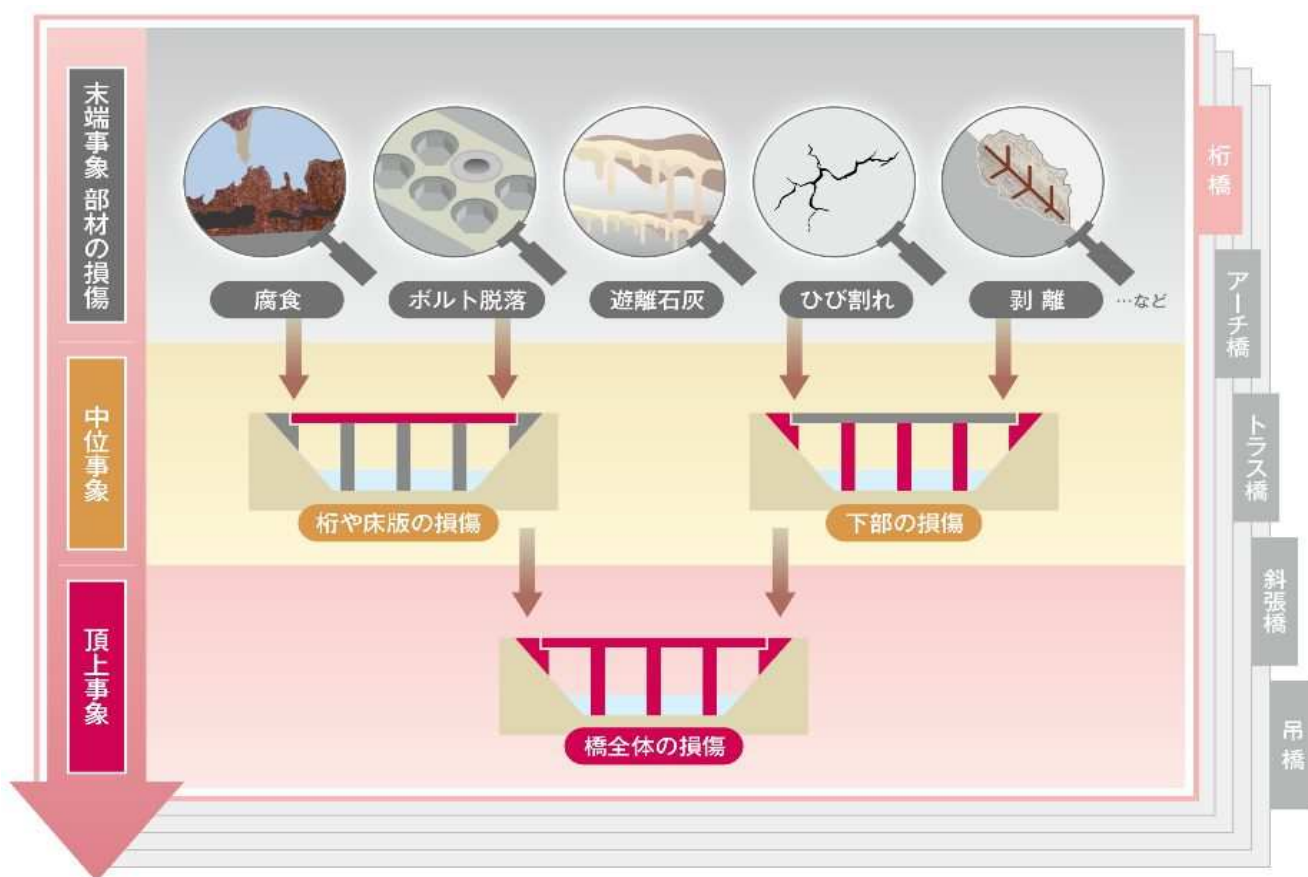 末端事象 部材の損傷
腐食
ボルト脱落
遊離石灰
ひび割れ
剥離
…など
中位事象
桁や床版の損傷
下部の損傷
頂上事象
橋全体の損傷
桁橋
アーチ橋
トラス橋
斜張橋
吊橋